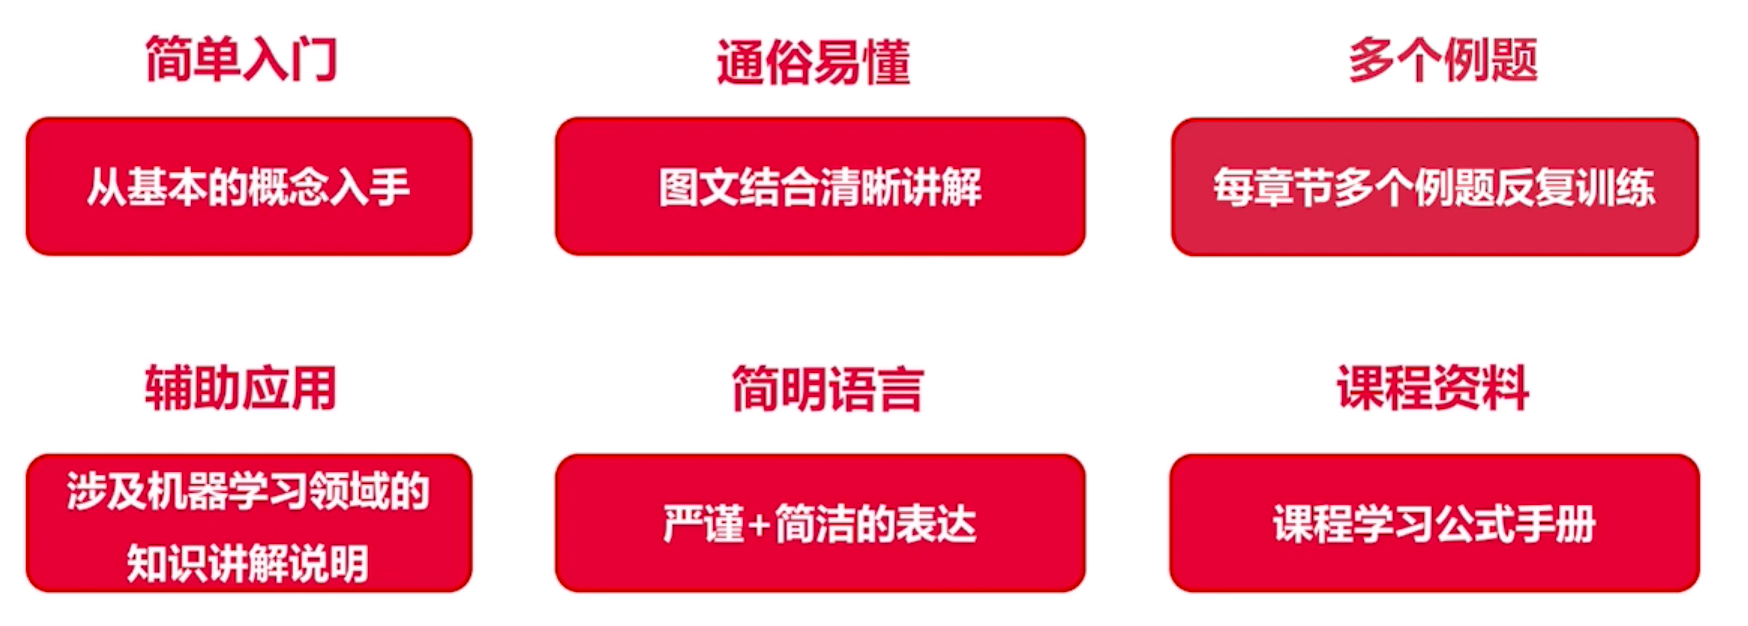 简单入门
从基本的概念入手
通俗易懂
图文结合清晰讲解
多个例题
每章节多个例题反复训练
辅助应用
涉及机器学习领域的
知识讲解说明
简明语言
严谨+简洁的表达
课程资料
课程学习公式手册